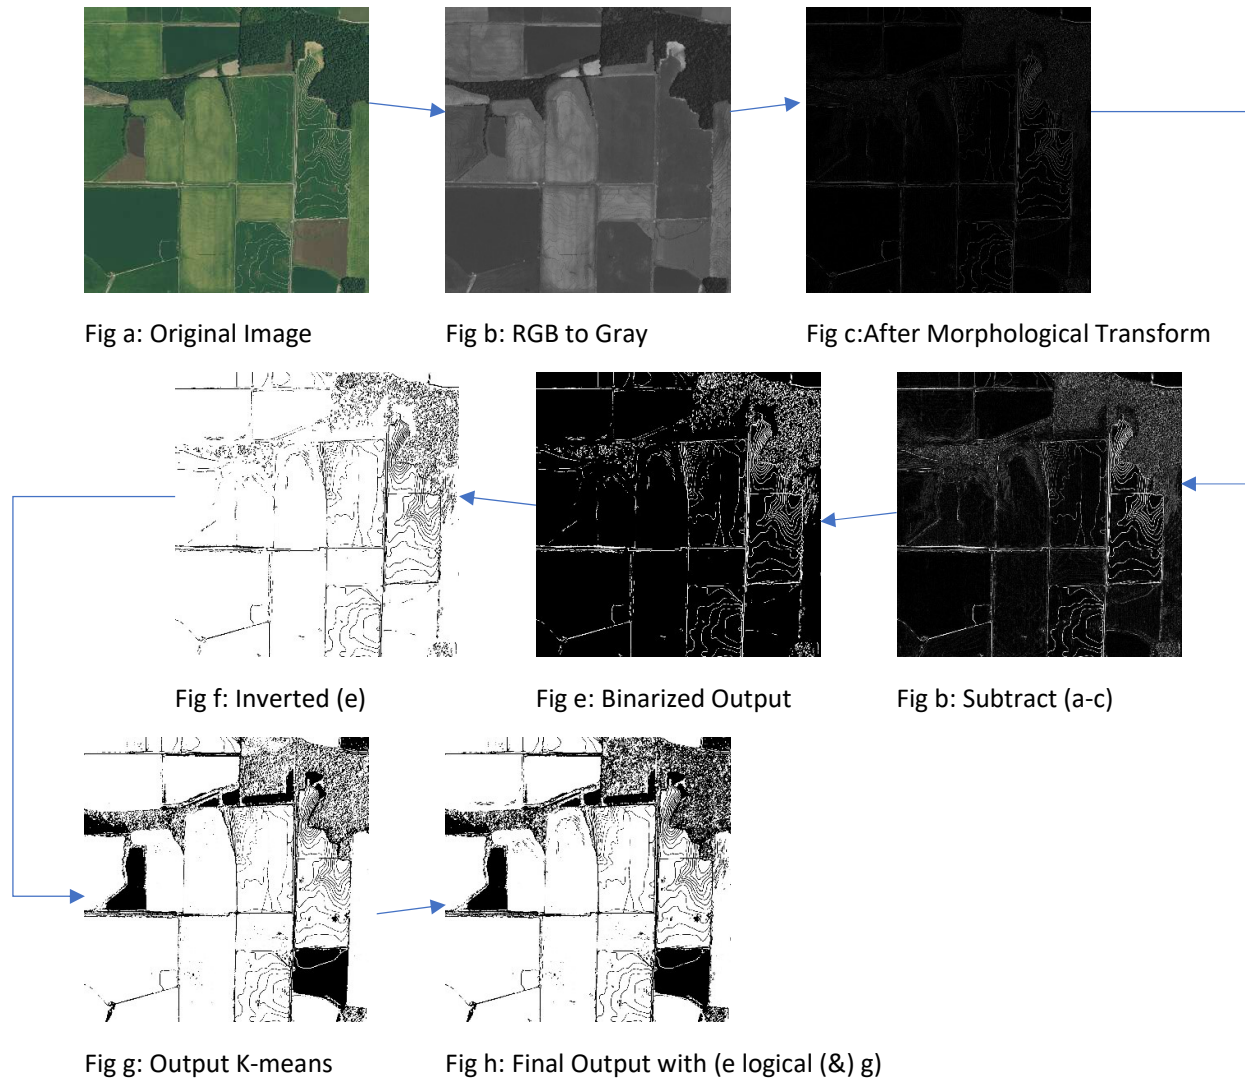 Fig a: Original Image
Fig b: RGB to Gray
Fig c:After Morphological Transform
Fig f: Inverted (e)
Fig e: Binarized Output
Fig b: Subtract (a-c)
Fig g: Output K-means
Fig h: Final Output with (e logical (&) g)